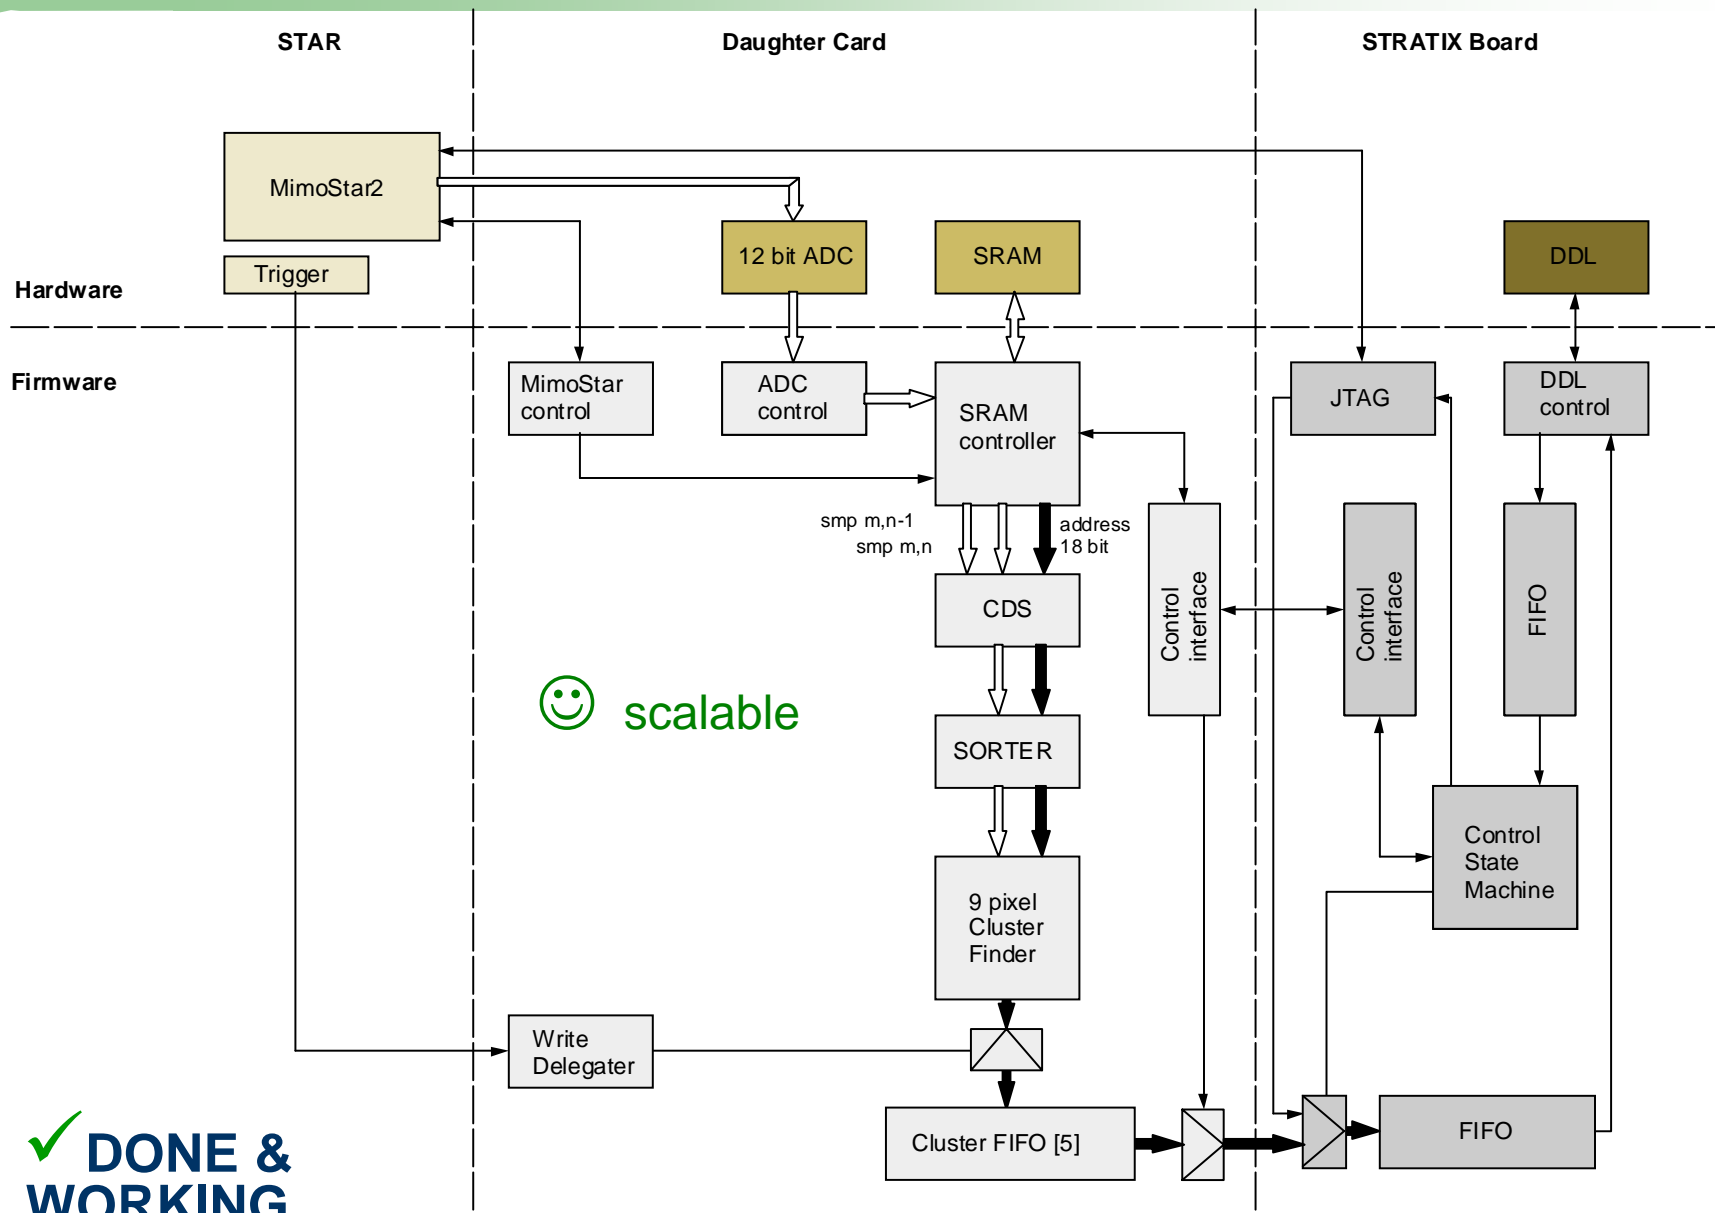 STAR
Daughter Card
STRATIX Board
MimoStar2
Trigger
12 bit ADC
SRAM
DDL
Hardware
Firmware
MimoStar
control
ADC
control
SRAM
controller
JTAG
DDL
control
smp m,n-1
smp m,n
address
18 bit
CDS
Control
interface
Control
interface
FIFO
scalable
SORTER
Control
State
Machine
9 pixel
Cluster
Finder
Write
Delegater
Cluster FIFO [5]
FIFO
DONE &
WORKING